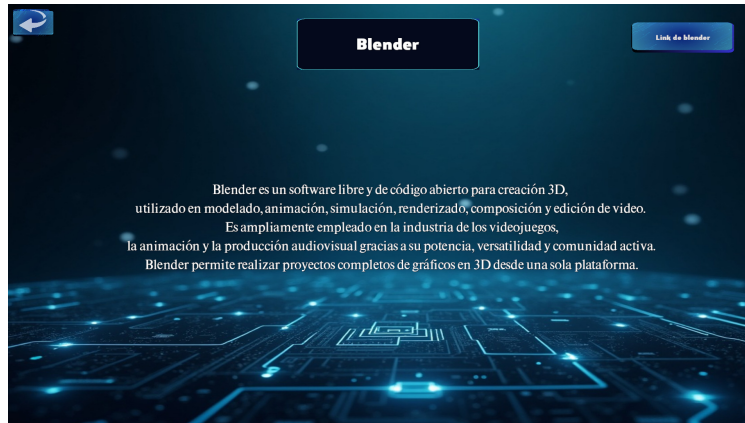 Blender
Link de blender
Blender es un software libre y de código abierto para creación 3D,
utilizado en modelado, animación, simulación, renderizado, composición y edición de video.
Es ampliamente empleado en la industria de los videojuegos,
la animación y la producción audiovisual gracias a su potencia, versatilidad y comunidad activa.
Blender permite realizar proyectos completos de gráficos en 3D desde una sola plataforma.